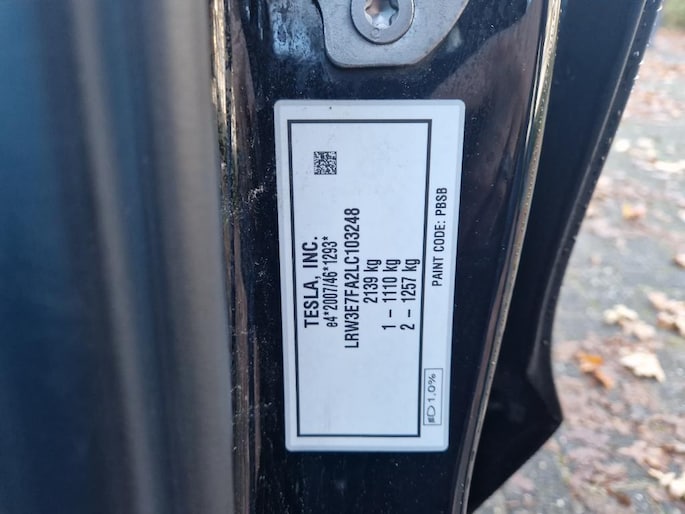 TESLA, INC.
e4*2007/46*1293*
LRW3E7FA2LC103248
2139 kg
1 – 1110 kg
2 – 1257 kg
PAINT CODE: PBSB
1,0%